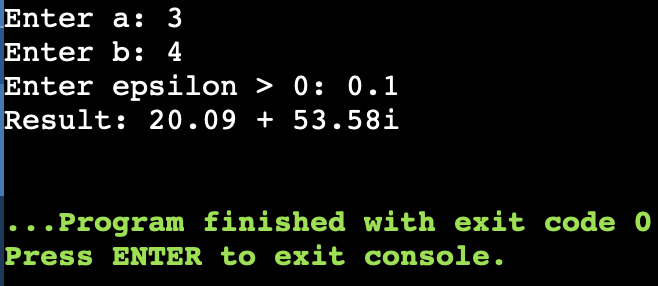 Enter a: 3
Enter b: 4
Enter epsilon > 0: 0.1
Result: 20.09 + 53.58i
...Program finished with exit code 0
Press ENTER to exit console.